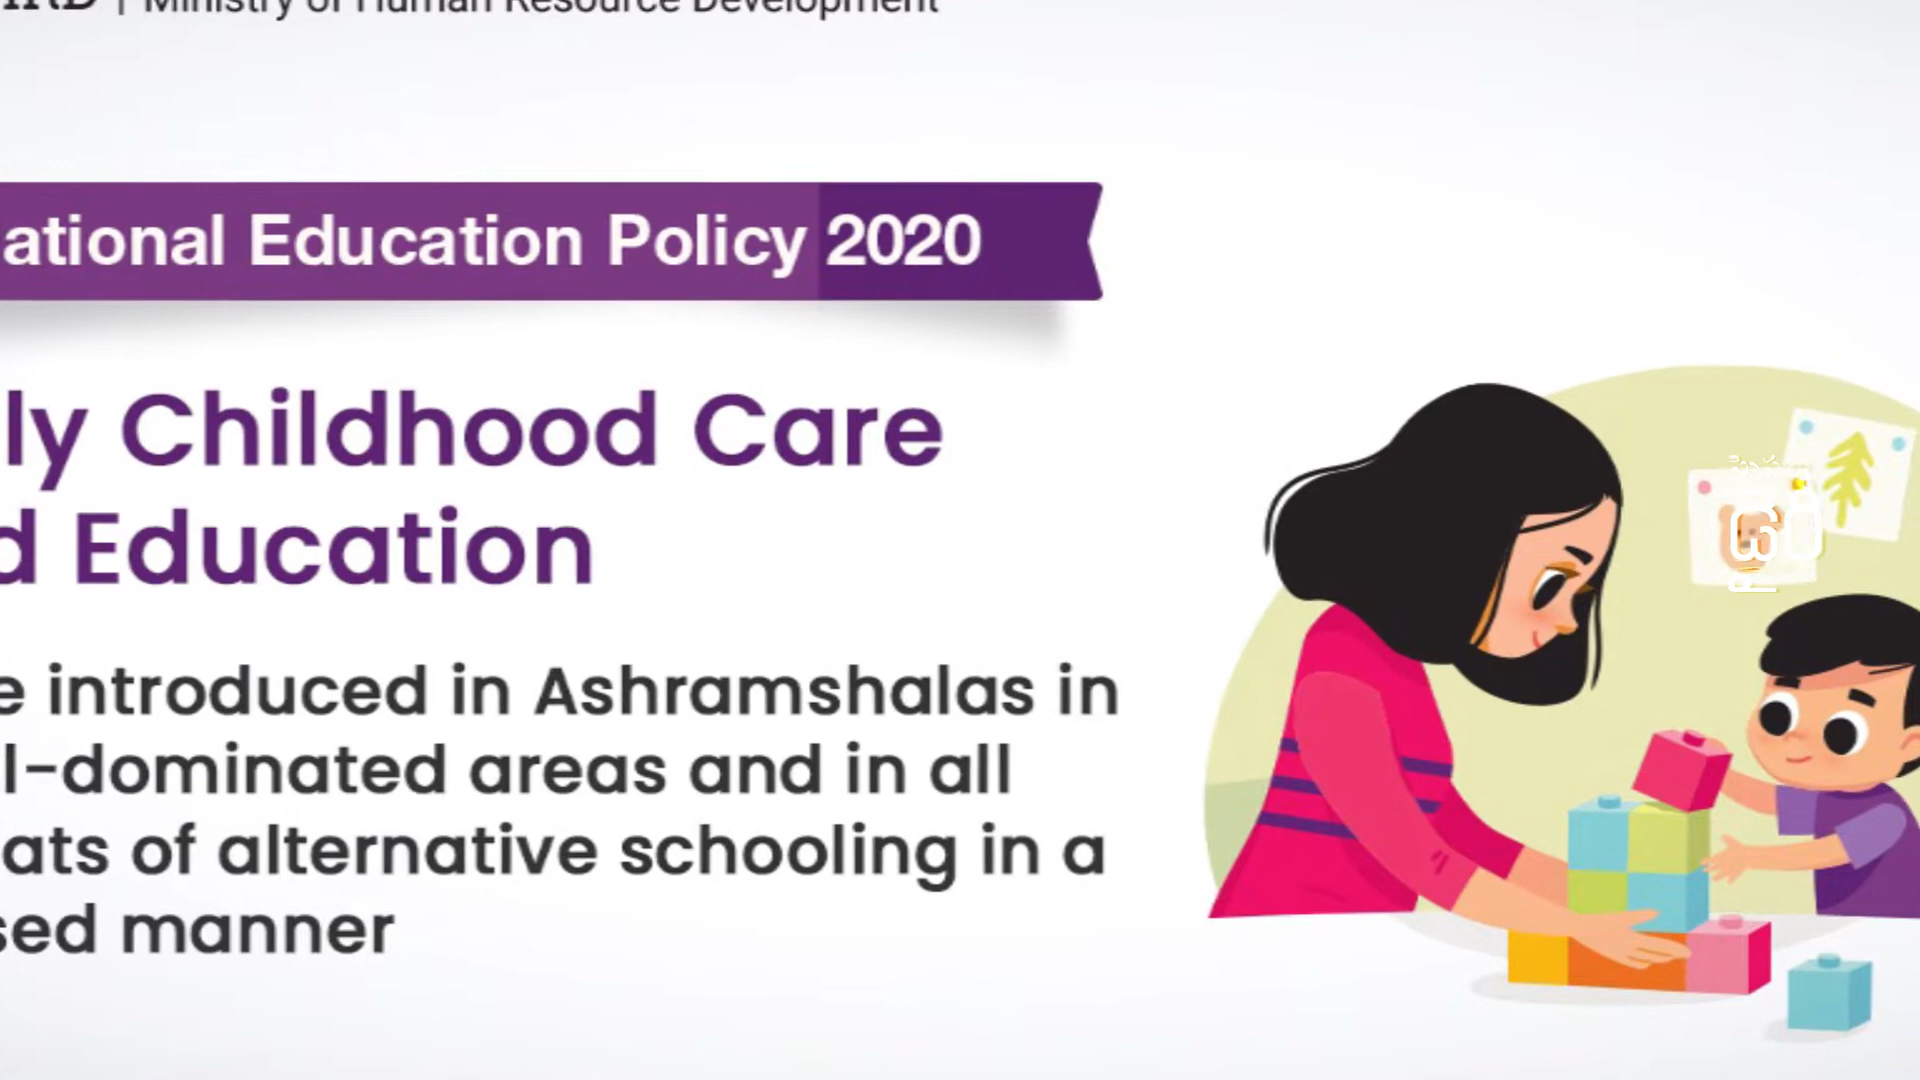 Ministry of Human Resource Development
ational Education Policy 2020
ly Childhood Care
d Education
e introduced in Ashramshalas in
l-dominated areas and in all
ats of alternative schooling in a
sed manner